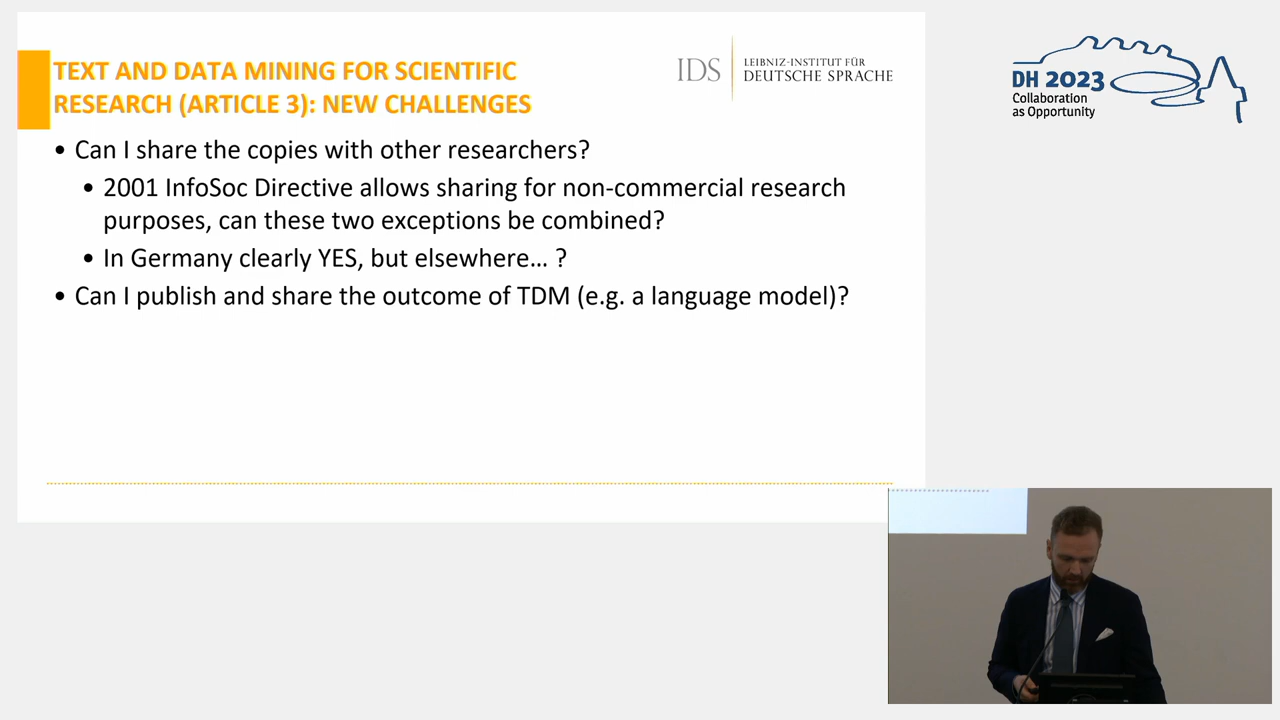 TEXT AND DATA MINING FOR SCIENTIFIC
RESEARCH (ARTICLE 3): NEW CHALLENGES
IDS
LEIBNIZ-INSTITUT FÜR
DEUTSCHE SPRACHE
DH 2023
Collaboration
as Opportunity
• Can I share the copies with other researchers?
• 2001 InfoSoc Directive allows sharing for non-commercial research
purposes, can these two exceptions be combined?
• In Germany clearly YES, but elsewhere… ?
• Can I publish and share the outcome of TDM (e.g. a language model)?